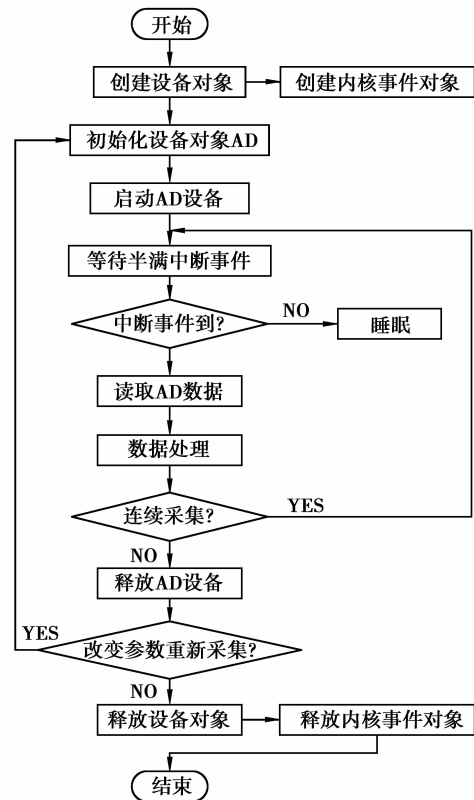 开始
创建设备对象
创建内核事件对象
初始化设备对象AD
启动AD设备
等待半满中断事件
中断事件到?
NO
睡眠
读取AD数据
数据处理
连续采集?
YES
NO
释放AD设备
YES
改变参数重新采集?
NO
释放设备对象
释放内核事件对象
结束